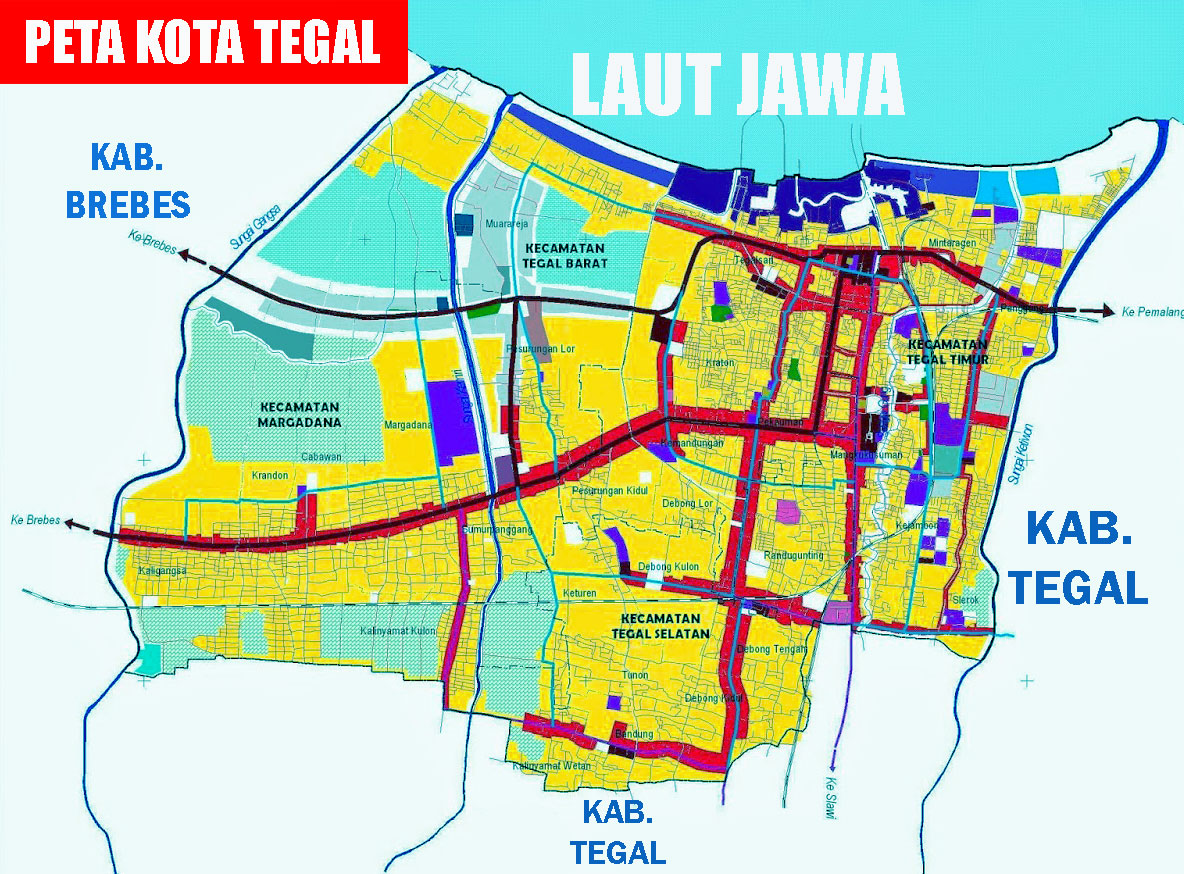 PETA KOTA TEGAL
LAUT JAWA
KAB.
BREBES
Sungai Gangsa
Ke Brebes
Muarareja
KECAMATAN
TEGAL BARAT
Mintaragen
Tegalsari
Panggung
Ke Pemalang
KECAMATAN
TEGAL TIMUR
Pesurungan Lor
Kraton
KECAMATAN
MARGADANA
Margadana
Pekauman
Kemandungan
Mangkukusuman
Sungai Ketiwon
Cabawan
Krandon
Pesurungan Kidul
Debong Lor
Ke Brebes
Sumurpanggang
Kejambon
KAB.
TEGAL
Randugunting
Kaligangsa
Debong Kulon
Keturen
Slerok
KECAMATAN
TEGAL SELATAN
Kalinyamat Kulon
Debong Tengah
Tunon
Debong Kidul
Bandung
Kalinyamat Wetan
Ke Slawi
KAB.
TEGAL